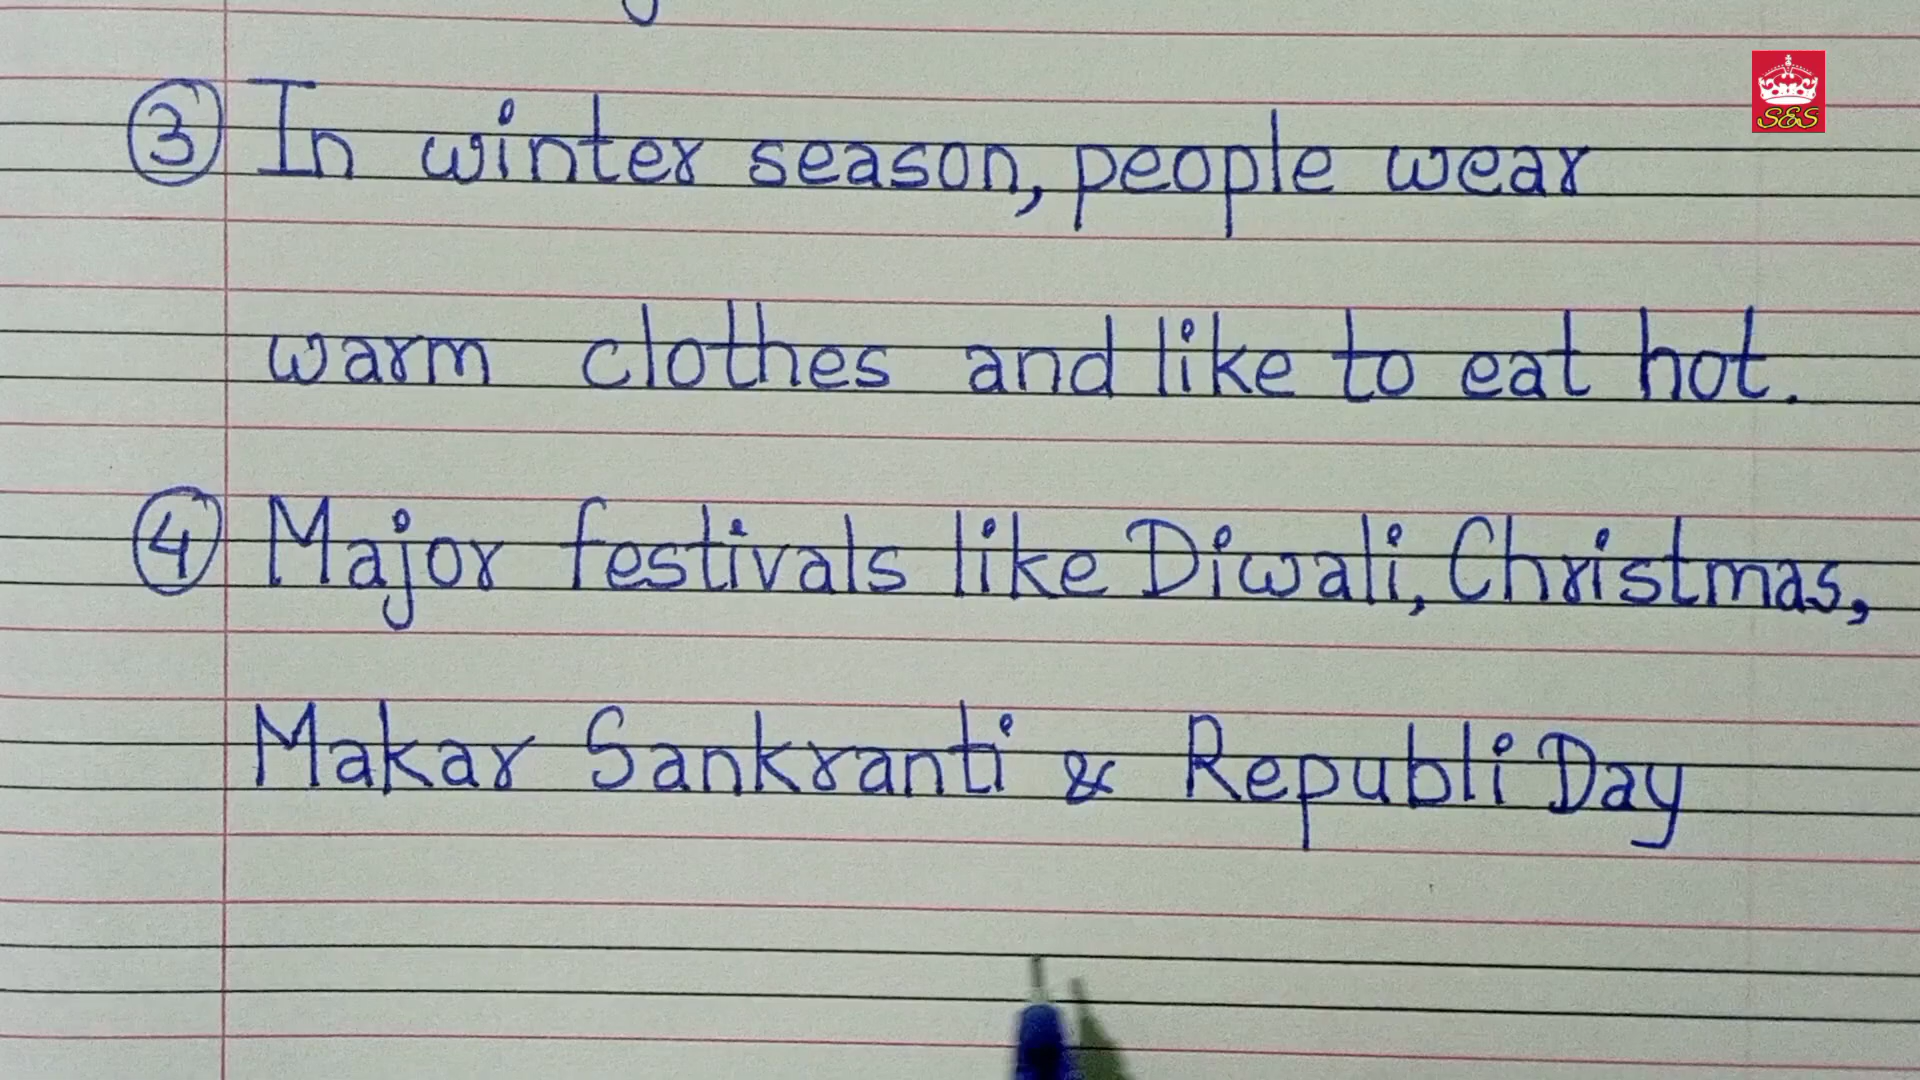 S&S
③ In winter season, people wear
warm clothes and like to eat hot.
④ Major festivals like Diwali, Christmas,
Makar Sankranti & Republi Day